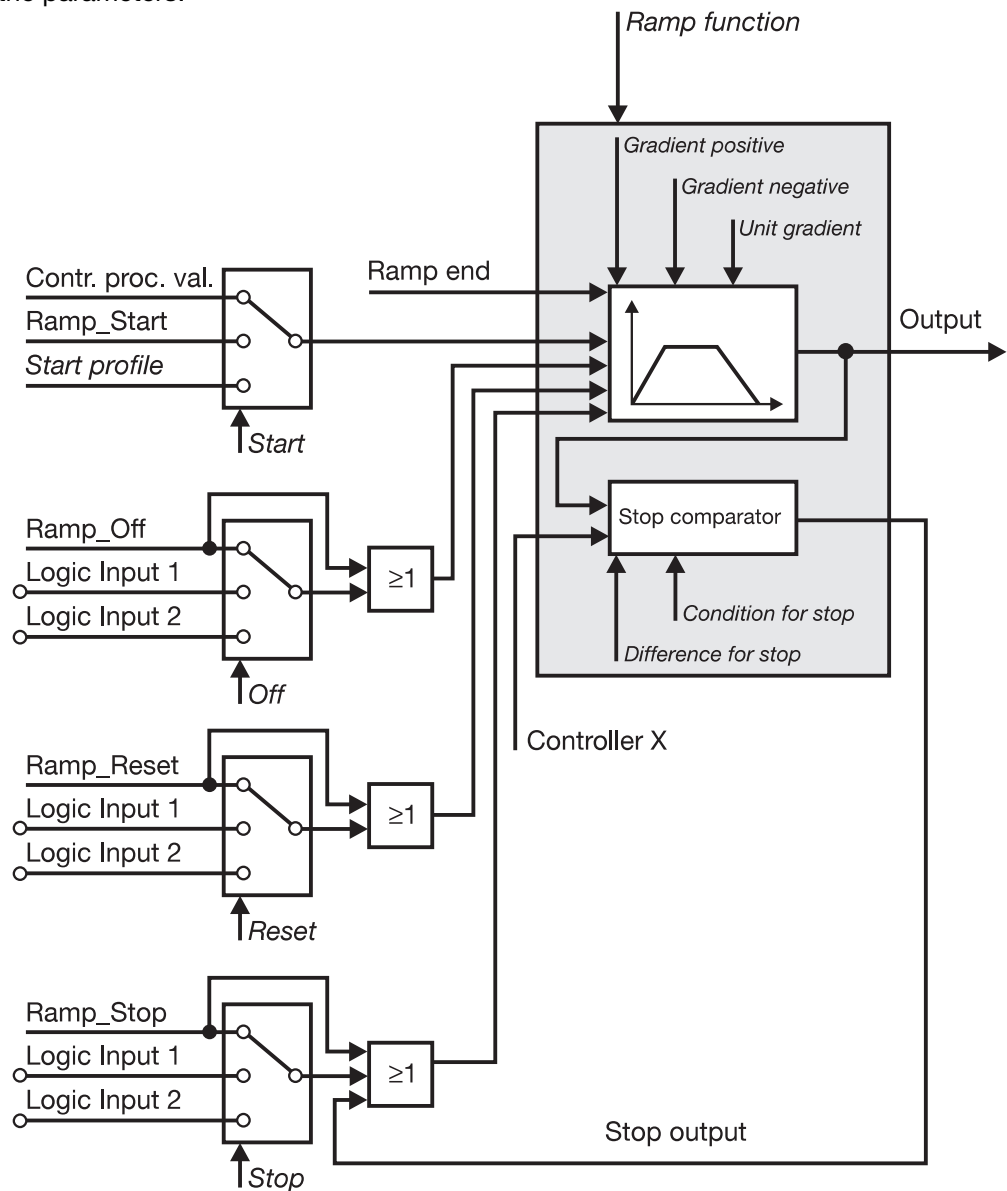 the parameters.
Ramp function
Gradient positive
Gradient negative
Unit gradient
Contr. proc. val.
Ramp end
Ramp_Start
Output
Start profile
Start
Ramp_Off
Stop comparator
Logic Input 1
≥1
Logic Input 2
Condition for stop
Difference for stop
Off
Controller X
Ramp_Reset
Logic Input 1
≥1
Logic Input 2
Reset
Ramp_Stop
Logic Input 1
≥1
Logic Input 2
Stop output
Stop